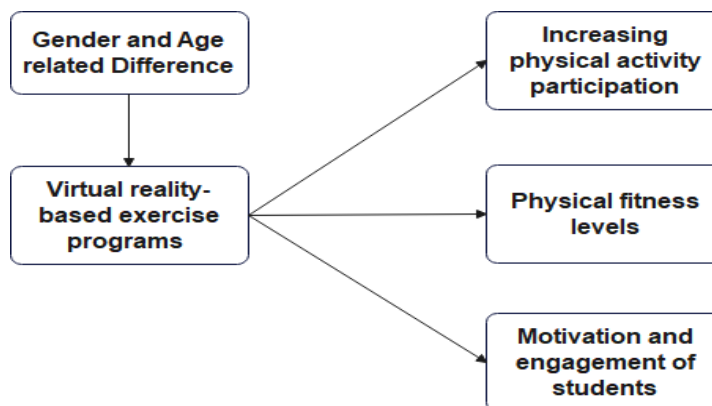 Gender and Age
related Difference
Virtual reality-
based exercise
programs
Increasing
physical activity
participation
Physical fitness
levels
Motivation and
engagement of
students